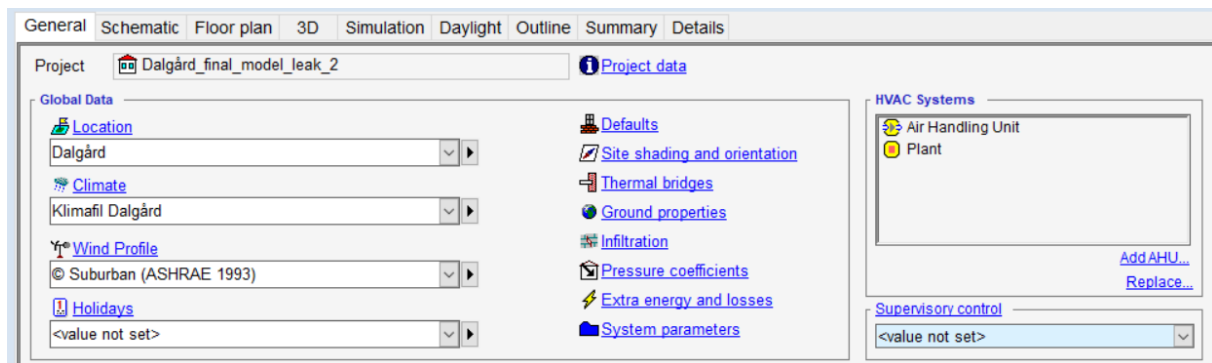 General Schematic Floor plan 3D Simulation Daylight Outline Summary Details
Project Dalgård_final_model_leak_2 Project data
Global Data
Location
Dalgård
Climate
Klimafil Dalgård
Wind Profile
© Suburban (ASHRAE 1993)
Holidays
<value not set>
Defaults
Site shading and orientation
Thermal bridges
Ground properties
Infiltration
Pressure coefficients
Extra energy and losses
System parameters
HVAC Systems
Air Handling Unit
Plant
Add AHU...
Replace...
Supervisory control
<value not set>